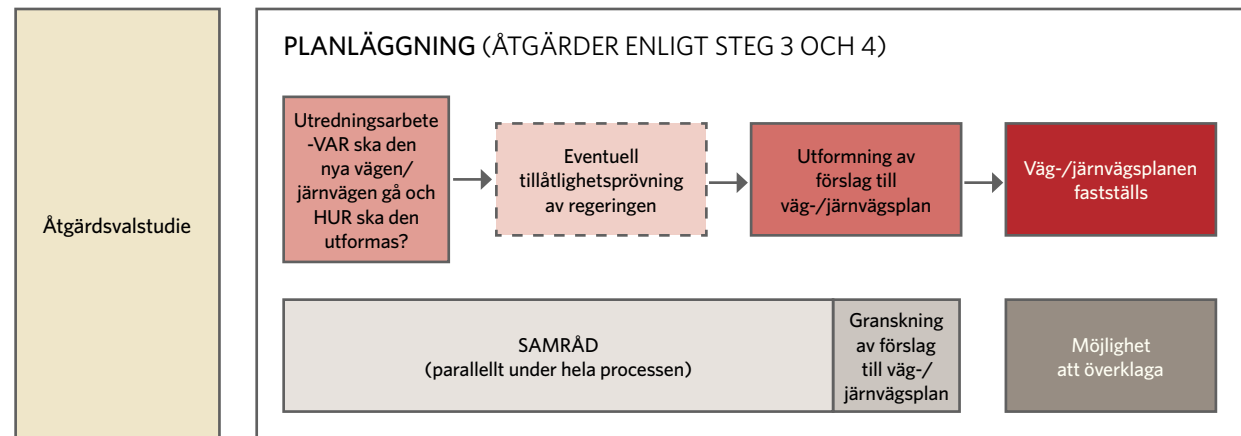 Åtgärdsvalstudie
PLANLÄGGNING (ÅTGÄRDER ENLIGT STEG 3 OCH 4)
Utredningsarbete
-VAR ska den
nya vägen/
järnvägen gå och
HUR ska den
utformas?
Eventuell
tillåtlighetsprövning
av regeringen
Utformning av
förslag till
väg-/järnvägsplan
Väg-/järnvägsplanen
fastställs
SAMRÅD
(parallellt under hela processen)
Granskning
av förslag
till väg-/
järnvägsplan
Möjlighet
att överklaga